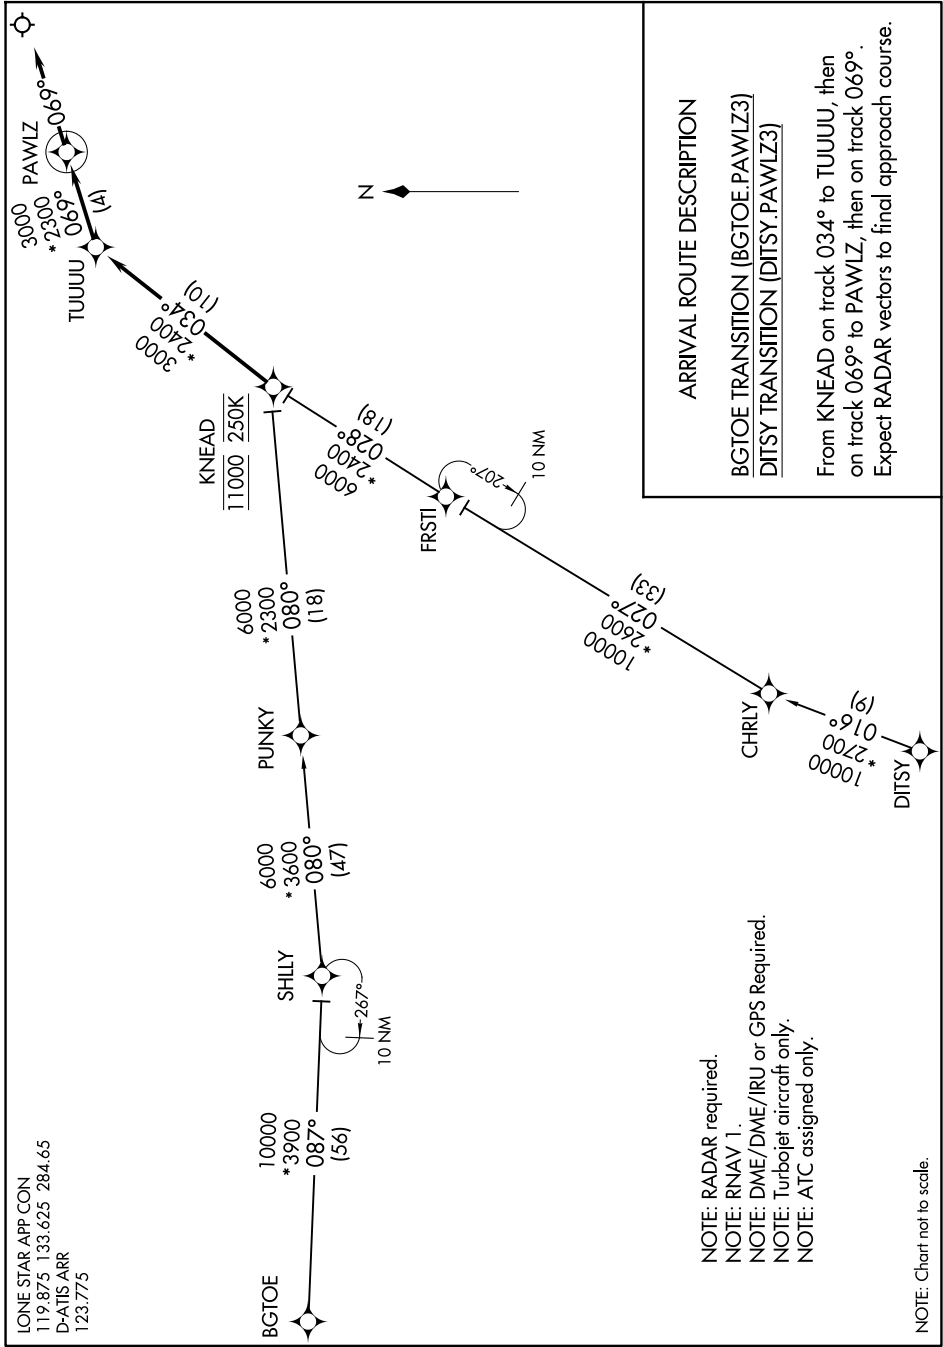 LONE STAR APP CON
119.875 133.625 284.65
D-ATIS ARR
123.775
BGTOE
10000
*3900
087°
(56)
SHLLY
267°
10 NM
6000
*3600
080°
(47)
PUNKY
6000
*2300
080°
(18)
KNEAD
11000 250K
3000
*2400
034°
(10)
TUUUU
3000
*2300
069°
(4)
PAWLZ
069°
N
6000
*2400
028°
(18)
FRSTI
207°
10 NM
10000
*2600
027°
(33)
CHRLY
10000
*2700
016°
(9)
DITSY
NOTE: RADAR required.
NOTE: RNAV 1.
NOTE: DME/DME/IRU or GPS Required.
NOTE: Turbojet aircraft only.
NOTE: ATC assigned only.
NOTE: Chart not to scale.
ARRIVAL ROUTE DESCRIPTION
BGTOE TRANSITION (BGTOE.PAWLZ3)
DITSY TRANSITION (DITSY.PAWLZ3)
From KNEAD on track 034° to TUUUU, then
on track 069° to PAWLZ, then on track 069°.
Expect RADAR vectors to final approach course.